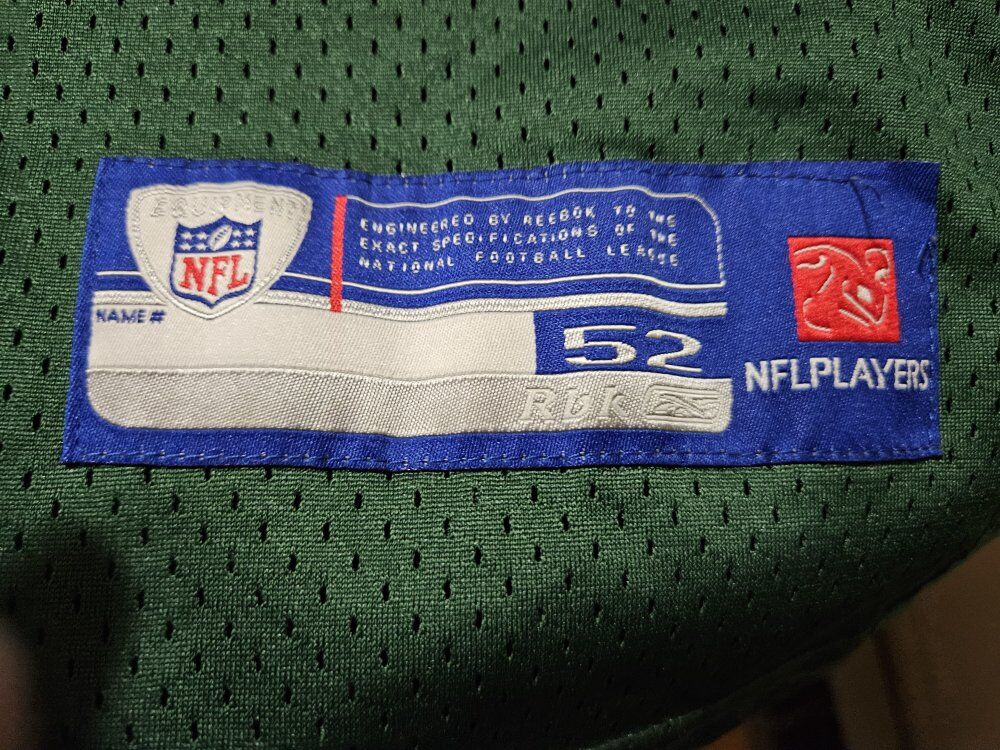 EQUIPMENT
NFL
ENGINEERED BY REEBOK TO THE
EXACT SPECIFICATIONS OF THE
NATIONAL FOOTBALL LEAGUE
NAME #
52
Rbk
NFLPLAYERS